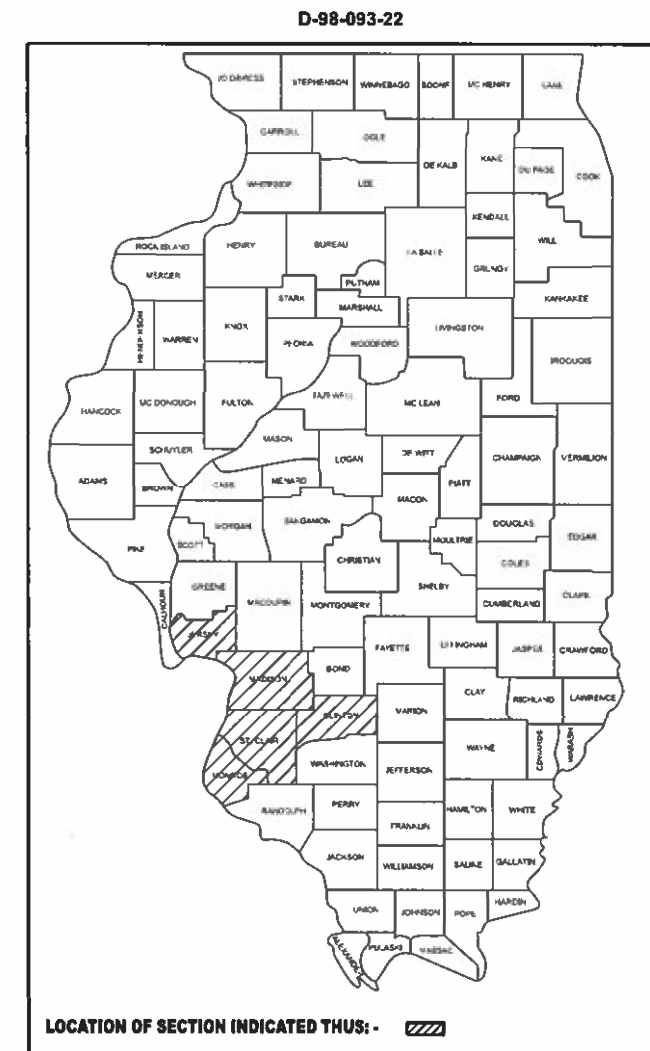 D-98-093-22
JO DAVIESS STEPHENSON WINNEBAGO BOONE MC HENRY LAKE
CARROLL OGLE DE KALB KANE DU PAGE COOK
WHITESIDE LEE
KENDALL WILL
ROCK ISLAND HENRY BUREAU LA SALLE GRUNDY
MERCER PUTNAM KANKAKEE
STARK MARSHALL
HENDERSON WARREN KNOX PEORIA WOODFORD LIVINGSTON IROQUOIS
HANCOCK MC DONOUGH FULTON TAZEWELL MC LEAN FORD
MASON
SCHUYLER LOGAN DE WITT CHAMPAIGN VERMILION
ADAMS BROWN CASS MENARD PIATT
MACON
MORGAN SANGAMON DOUGLAS EDGAR
PIKE SCOTT CHRISTIAN MOULTRIE COLES
GREENE MACOUPIN MONTGOMERY SHELBY CUMBERLAND CLARK
CALHOUN
JERSEY FAYETTE EFFINGHAM JASPER CRAWFORD
MADISON BOND CLAY RICHLAND LAWRENCE
CLINTON MARION
ST. CLAIR WAYNE EDWARDS WABASH
MONROE WASHINGTON JEFFERSON
RANDOLPH PERRY HAMILTON WHITE
FRANKLIN
JACKSON WILLIAMSON SALINE GALLATIN
UNION JOHNSON POPE HARDIN
ALEXANDER PULASKI MASSAC
LOCATION OF SECTION INDICATED THUS: -